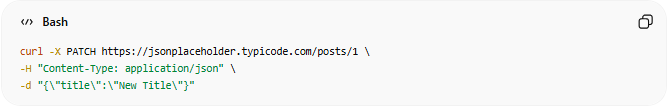 Bash
curl -X PATCH https://jsonplaceholder.typicode.com/posts/1 \
-H "Content-Type: application/json" \
-d "{\"title\":\"New Title\"}"